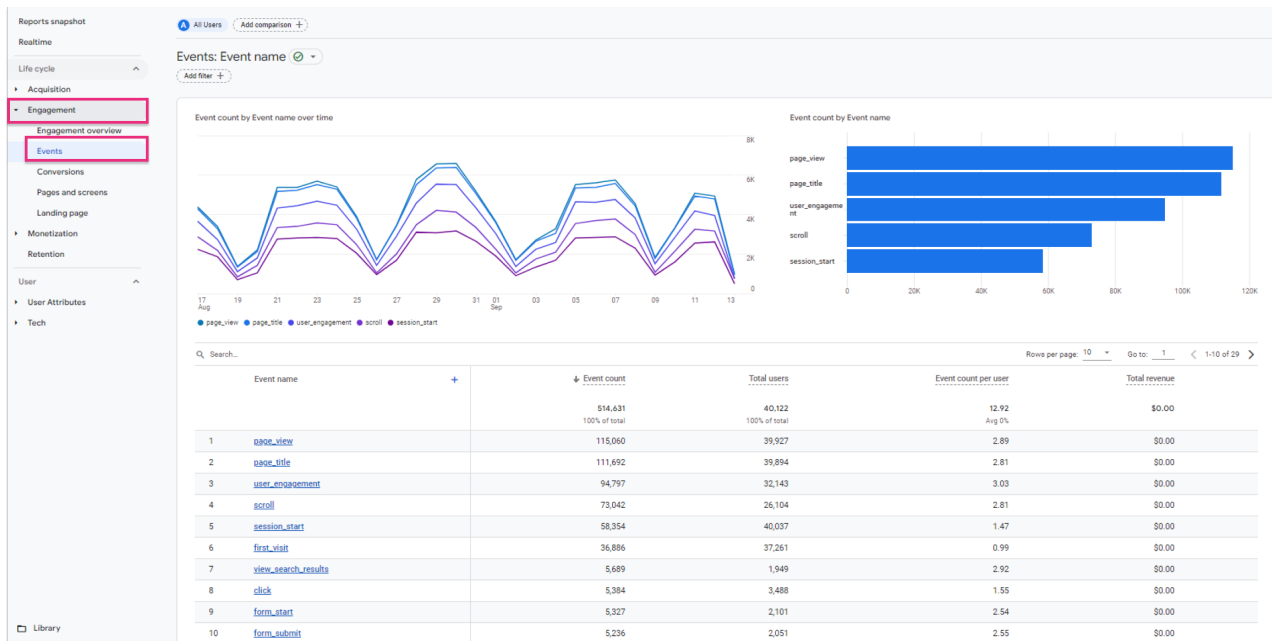 Reports snapshot
Realtime
Life cycle
Acquisition
Engagement
Engagement overview
Events
Conversions
Pages and screens
Landing page
Monetization
Retention
User
User Attributes
Tech
Library
A All Users Add comparison +
Events: Event name
Add filter +
Event count by Event name over time
8K
6K
4K
2K
0
17 19 21 23 25 27 29 31 01 03 05 07 09 11 13
Aug Sep
page_view page_title user_engagement scroll session_start
Event count by Event name
page_view
page_title
user_engageme
nt
scroll
session_start
0 20K 40K 60K 80K 100K 120K
Search... Rows per page: 10 Go to: 1 1-10 of 29
Event name + Event count Total users Event count per user Total revenue
514,631 40,122 12.92 $0.00
100% of total 100% of total Avg 0%
1 page_view 115,060 39,927 2.89 $0.00
2 page_title 111,692 39,894 2.81 $0.00
3 user_engagement 94,797 32,143 3.03 $0.00
4 scroll 73,042 26,104 2.81 $0.00
5 session_start 58,354 40,037 1.47 $0.00
6 first_visit 36,886 37,261 0.99 $0.00
7 view_search_results 5,689 1,949 2.92 $0.00
8 click 5,384 3,488 1.55 $0.00
9 form_start 5,327 2,101 2.54 $0.00
10 form_submit 5,236 2,051 2.55 $0.00